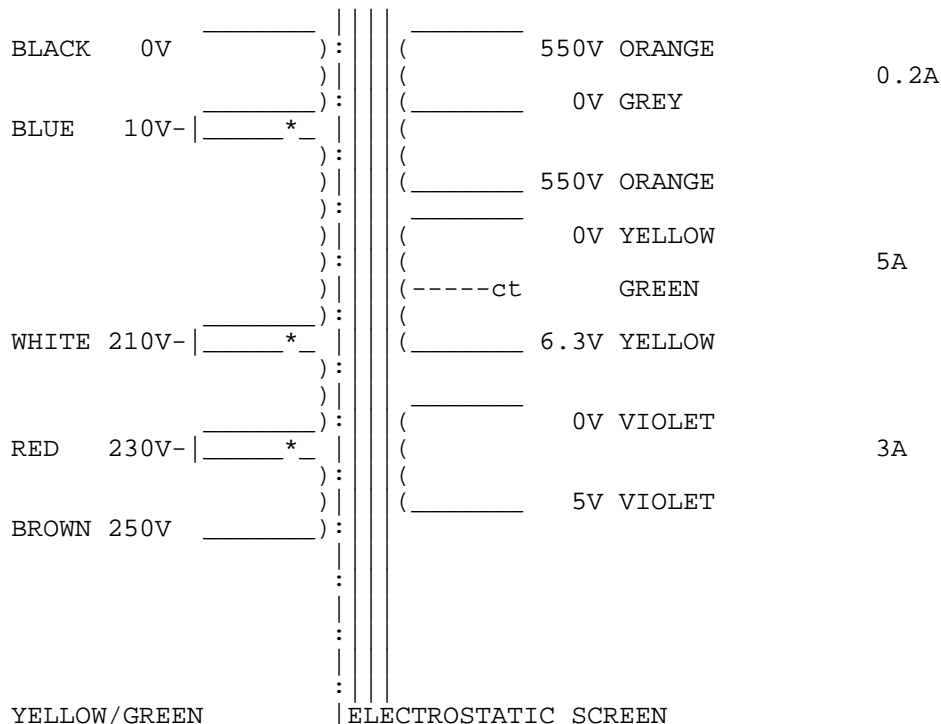 BLACK 0V 550V ORANGE
0.2A
0V GREY
BLUE 10V
550V ORANGE
0V YELLOW
5A
ct GREEN
WHITE 210V 6.3V YELLOW
0V VIOLET
RED 230V 3A
5V VIOLET
BROWN 250V
YELLOW/GREEN ELECTROSTATIC SCREEN